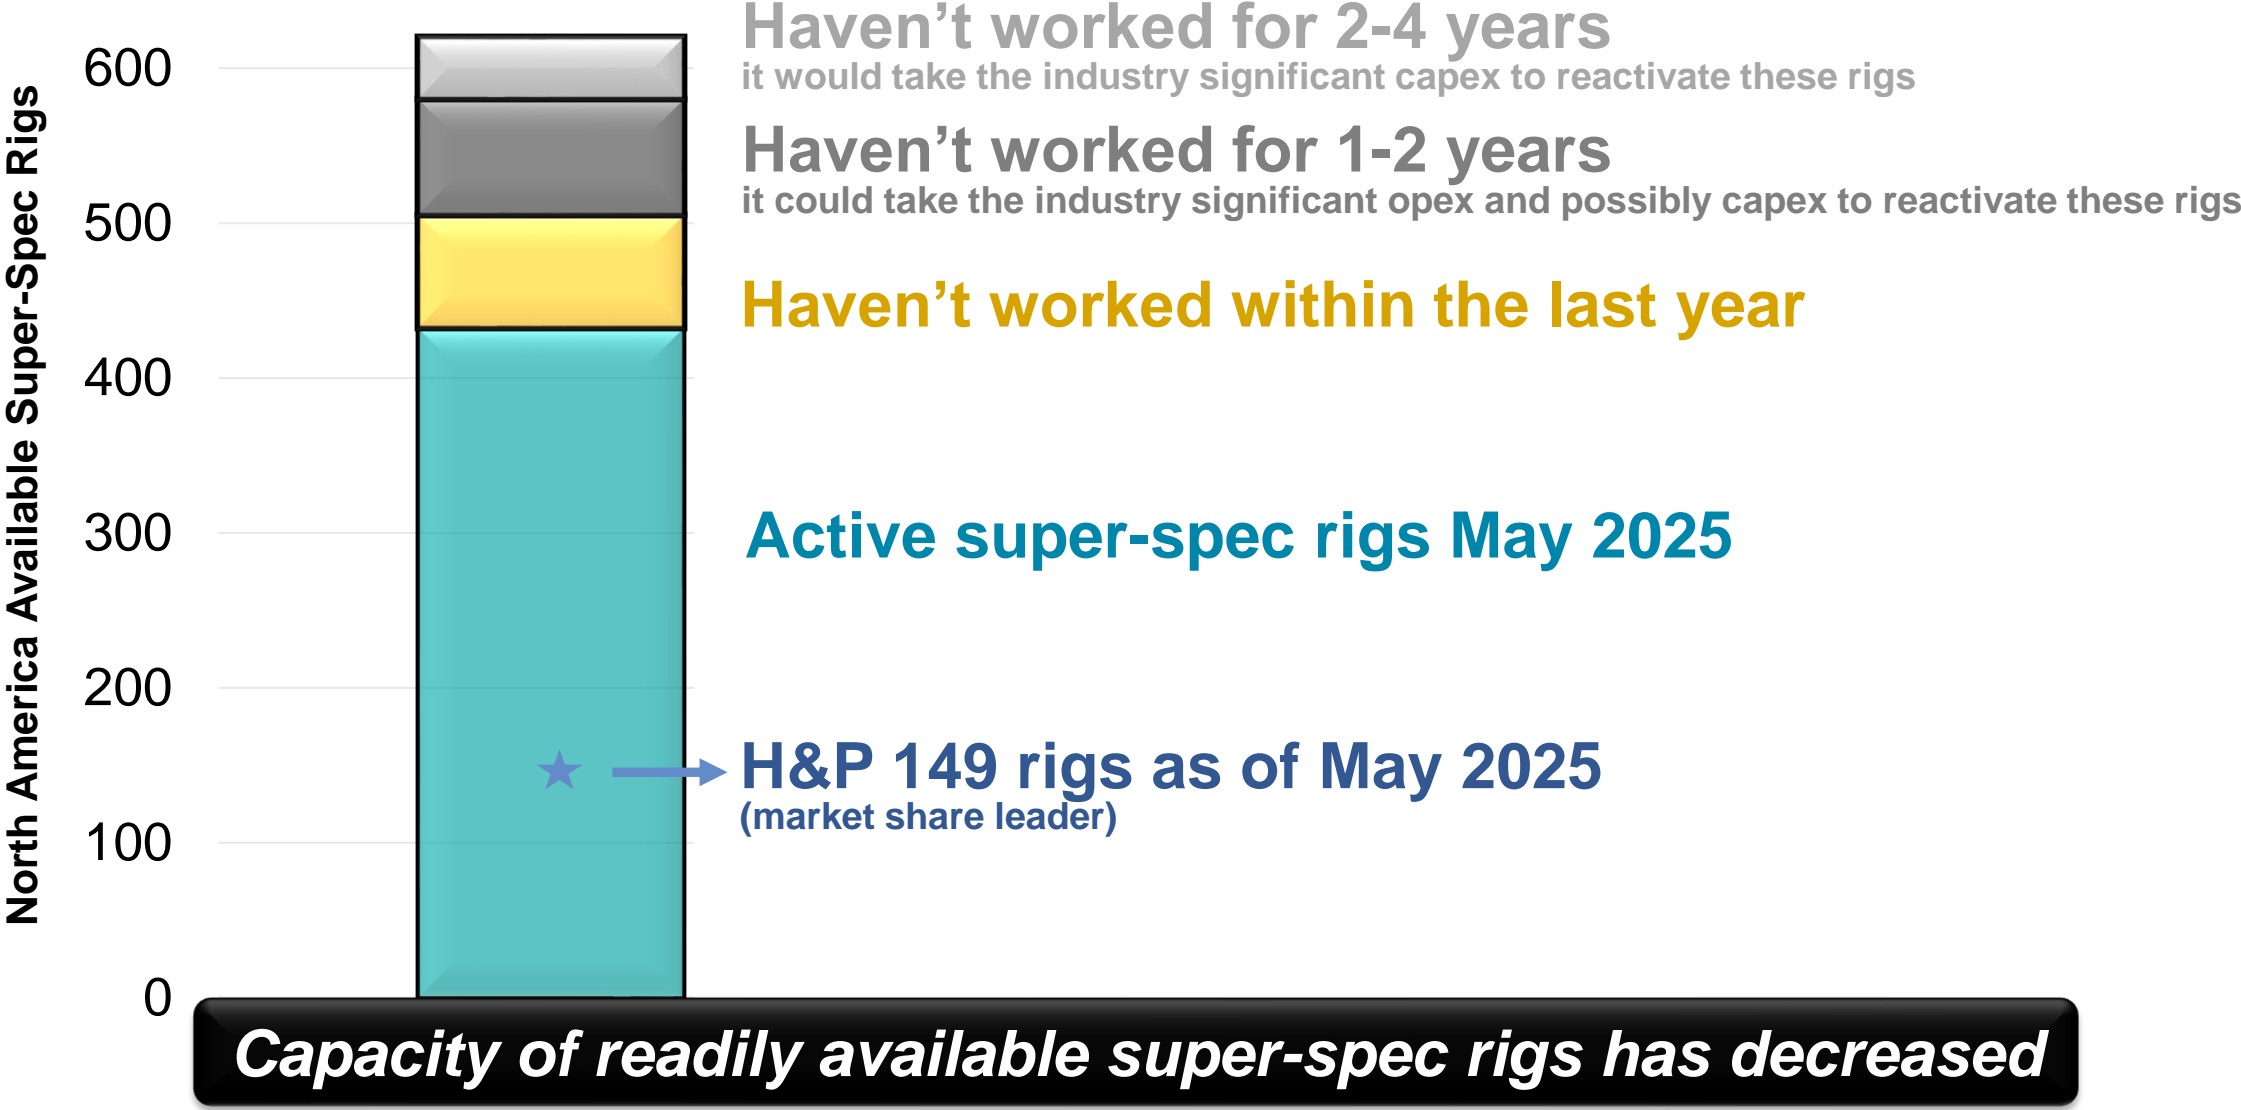 North America Available Super-Spec Rigs
600
500
400
300
200
100
0
Haven’t worked for 2-4 years
it would take the industry significant capex to reactivate these rigs
Haven’t worked for 1-2 years
it could take the industry significant opex and possibly capex to reactivate these rigs
Haven’t worked within the last year
Active super-spec rigs May 2025
H&P 149 rigs as of May 2025
(market share leader)
Capacity of readily available super-spec rigs has decreased